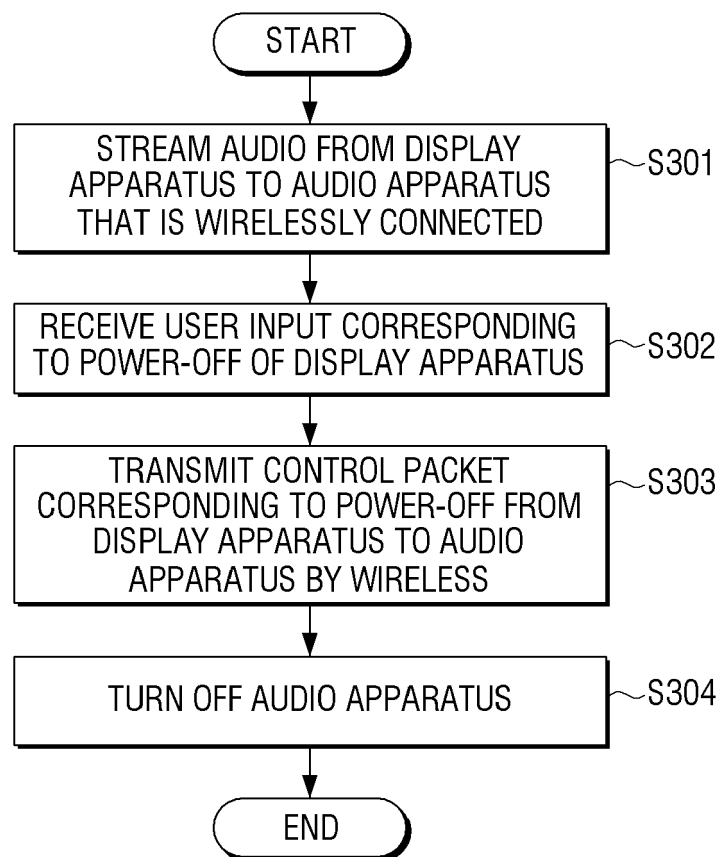 START
STREAM AUDIO FROM DISPLAY
APPARATUS TO AUDIO APPARATUS
THAT IS WIRELESSLY CONNECTED
S301
RECEIVE USER INPUT CORRESPONDING
TO POWER-OFF OF DISPLAY APPARATUS
S302
TRANSMIT CONTROL PACKET
CORRESPONDING TO POWER-OFF FROM
DISPLAY APPARATUS TO AUDIO
APPARATUS BY WIRELESS
S303
TURN OFF AUDIO APPARATUS
S304
END